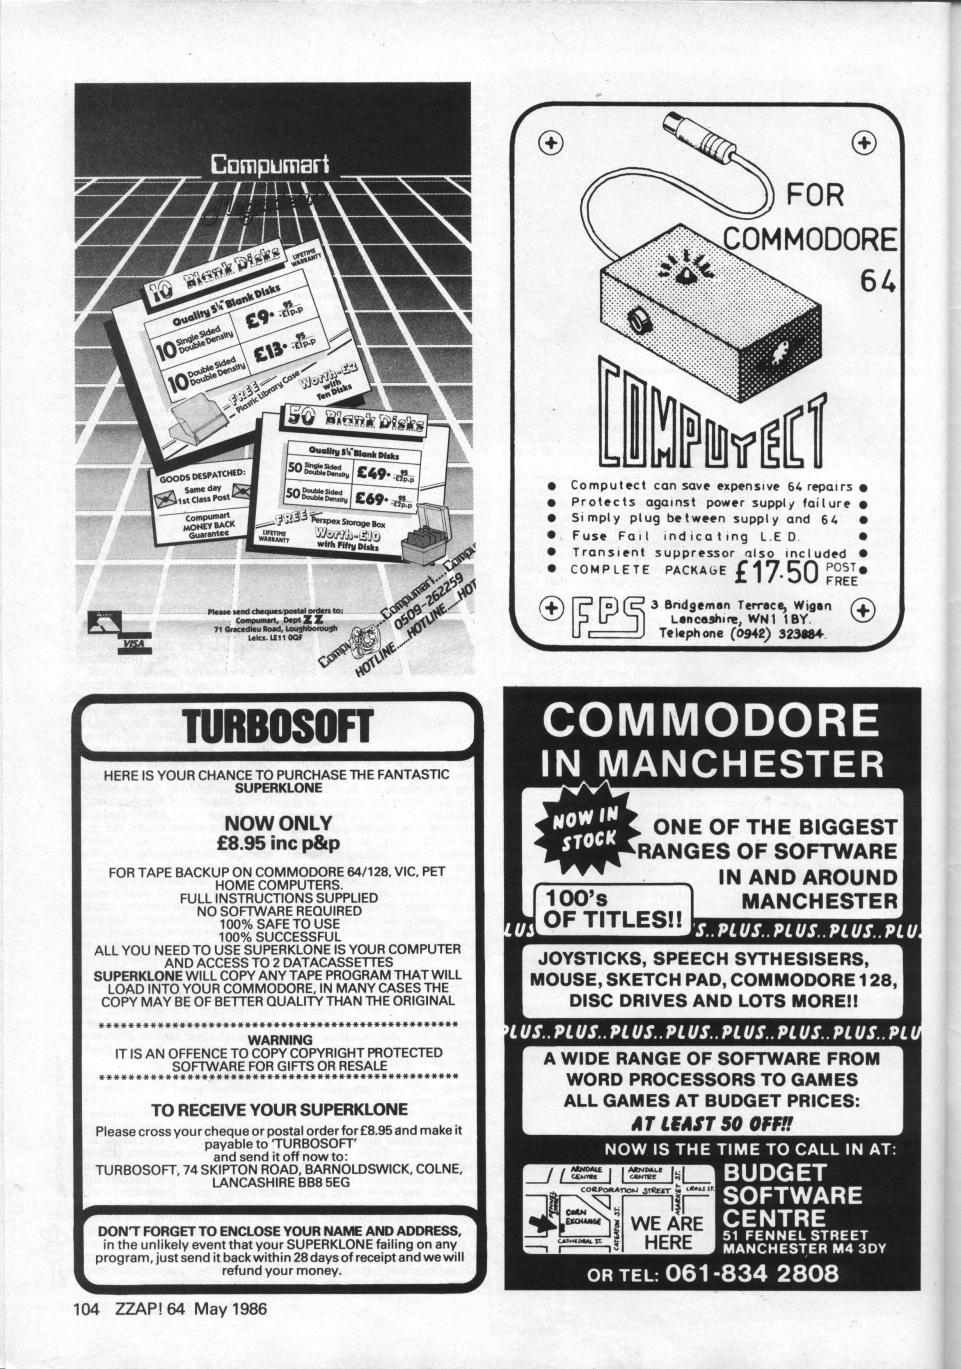 Compumart
10 Blank Disks
LIFETIME
WARRANTY
Quality 5¼" Blank Disks
10 Single Sided
Double Density
£9.95
+£1p.p
10 Double Sided
Double Density
£13.95
+£1p.p
FREE
Plastic Library Case
Worth-£2
with
Ten Disks
50 Blank Disks
Quality 5¼" Blank Disks
50 Single Sided
Double Density
£49.95
+£2p.p
50 Double Sided
Double Density
£69.95
+£2p.p
FREE
LIFETIME
WARRANTY
Perspex Storage Box
Worth-£10
with Fifty Disks
GOODS DESPATCHED:
Same day
1st Class Post
Compumart
MONEY BACK
Guarantee
VISA
Please send cheques/postal orders to:
Compumart, Dept ZZ
71 Gracedieu Road, Loughborough
Leics. LE11 0QF
Compumart....Compu
0509-262259
HOTLINE....HOTLINE....HOT
FOR
COMMODORE
64
COMPUTECT
• Computect can save expensive 64 repairs •
• Protects against power supply failure •
• Simply plug between supply and 64 •
• Fuse Fail indicating L.E.D. •
• Transient suppressor also included •
• COMPLETE PACKAGE £17.50 POST FREE •
FPS
3 Bridgeman Terrace, Wigan
Lancashire, WN1 1BY.
Telephone (0942) 323884.
TURBOSOFT
HERE IS YOUR CHANCE TO PURCHASE THE FANTASTIC
SUPERKLONE
NOW ONLY
£8.95 inc p&p
FOR TAPE BACKUP ON COMMODORE 64/128, VIC, PET
HOME COMPUTERS.
FULL INSTRUCTIONS SUPPLIED
NO SOFTWARE REQUIRED
100% SAFE TO USE
100% SUCCESSFUL
ALL YOU NEED TO USE SUPERKLONE IS YOUR COMPUTER
AND ACCESS TO 2 DATACASSETTES
SUPERKLONE WILL COPY ANY TAPE PROGRAM THAT WILL
LOAD INTO YOUR COMMODORE, IN MANY CASES THE
COPY MAY BE OF BETTER QUALITY THAN THE ORIGINAL
**************************************************
WARNING
IT IS AN OFFENCE TO COPY COPYRIGHT PROTECTED
SOFTWARE FOR GIFTS OR RESALE
**************************************************
TO RECEIVE YOUR SUPERKLONE
Please cross your cheque or postal order for £8.95 and make it
payable to 'TURBOSOFT'
and send it off now to:
TURBOSOFT, 74 SKIPTON ROAD, BARNOLDSWICK, COLNE,
LANCASHIRE BB8 5EG
DON'T FORGET TO ENCLOSE YOUR NAME AND ADDRESS,
in the unlikely event that your SUPERKLONE failing on any
program, just send it back within 28 days of receipt and we will
refund your money.
COMMODORE
IN MANCHESTER
NOW IN
STOCK
ONE OF THE BIGGEST
RANGES OF SOFTWARE
IN AND AROUND
MANCHESTER
100's
OF TITLES!!
LUS 'S..PLUS..PLUS..PLUS..PLU
JOYSTICKS, SPEECH SYTHESISERS,
MOUSE, SKETCH PAD, COMMODORE 128,
DISC DRIVES AND LOTS MORE!!
PLUS..PLUS..PLUS..PLUS..PLUS..PLUS..PLUS..PLU
A WIDE RANGE OF SOFTWARE FROM
WORD PROCESSORS TO GAMES
ALL GAMES AT BUDGET PRICES:
AT LEAST 50 OFF!!
NOW IS THE TIME TO CALL IN AT:
ARNDALE
CENTRE
ARNDALE
CENTRE
CORPORATION STREET
MARKET ST.
CROSS ST.
FENNEL
STREET
CORN
EXCHANGE
CATHEDRAL ST.
CATEATON ST.
WE ARE
HERE
BUDGET
SOFTWARE
CENTRE
51 FENNEL STREET
MANCHESTER M4 3DY
OR TEL: 061-834 2808
104 ZZAP! 64 May 1986